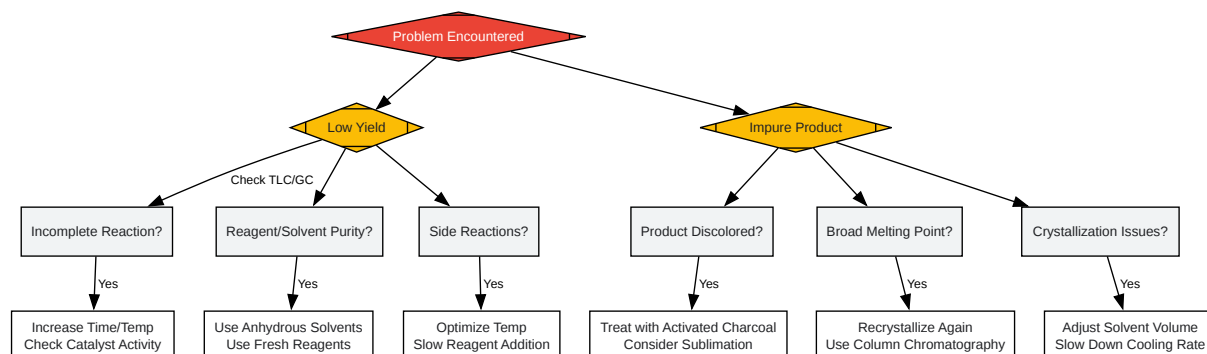 Problem Encountered
Low Yield
Impure Product
Check TLC/GC
Incomplete Reaction?
Reagent/Solvent Purity?
Side Reactions?
Product Discolored?
Broad Melting Point?
Crystallization Issues?
Yes
Yes
Yes
Yes
Yes
Yes
Increase Time/Temp
Check Catalyst Activity
Use Anhydrous Solvents
Use Fresh Reagents
Optimize Temp
Slow Reagent Addition
Treat with Activated Charcoal
Consider Sublimation
Recrystallize Again
Use Column Chromatography
Adjust Solvent Volume
Slow Down Cooling Rate